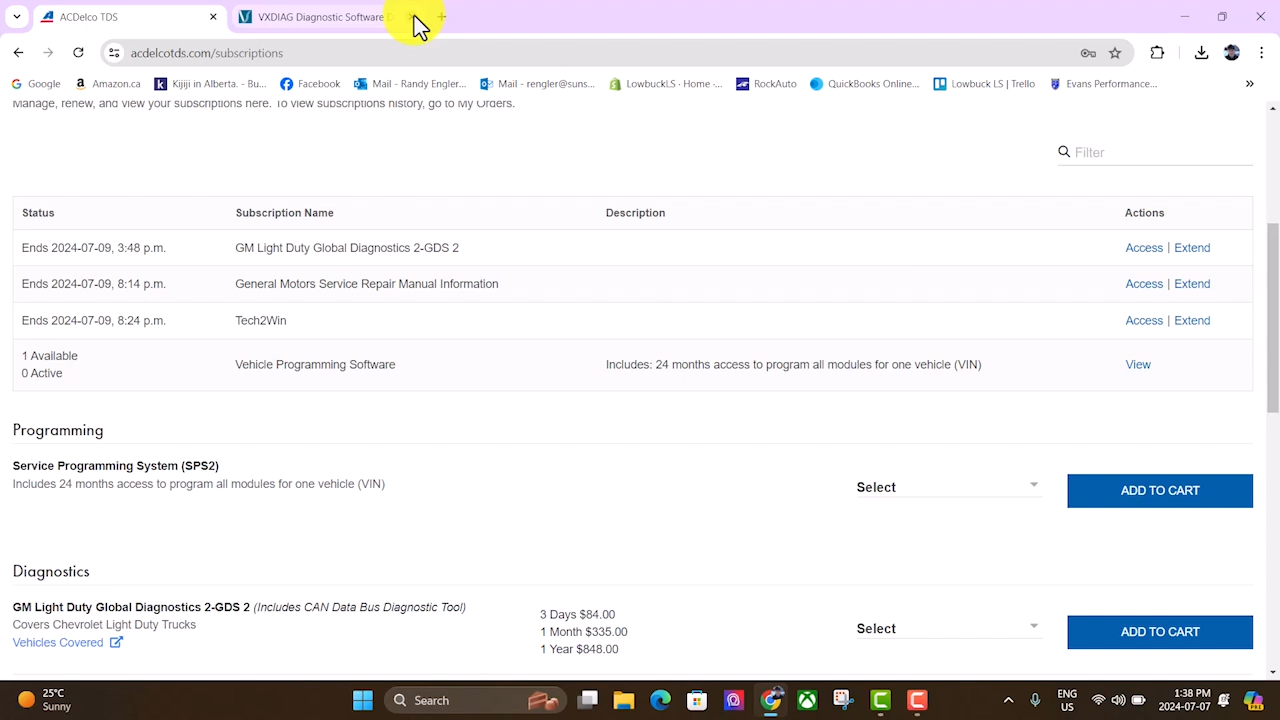 ACDelco TDS
VXDIAG Diagnostic Software D
acdelcotds.com/subscriptions
Google
Amazon.ca
Kijiji in Alberta. - Bu...
Facebook
Mail - Randy Engler...
Mail - rengler@suns...
LowbuckLS · Home ·...
RockAuto
QuickBooks Online...
Lowbuck LS | Trello
Evans Performance...
Manage, renew, and view your subscriptions here. To view subscriptions history, go to My Orders.
Filter
Status Subscription Name Description Actions
Ends 2024-07-09, 3:48 p.m. GM Light Duty Global Diagnostics 2-GDS 2 Access | Extend
Ends 2024-07-09, 8:14 p.m. General Motors Service Repair Manual Information Access | Extend
Ends 2024-07-09, 8:24 p.m. Tech2Win Access | Extend
1 Available
0 Active
Vehicle Programming Software Includes: 24 months access to program all modules for one vehicle (VIN) View
Programming
Service Programming System (SPS2)
Includes 24 months access to program all modules for one vehicle (VIN)
Select
ADD TO CART
Diagnostics
GM Light Duty Global Diagnostics 2-GDS 2 (Includes CAN Data Bus Diagnostic Tool)
Covers Chevrolet Light Duty Trucks
Vehicles Covered
3 Days $84.00
1 Month $335.00
1 Year $848.00
Select
ADD TO CART
25°C
Sunny
Search
ENG
US
1:38 PM
2024-07-07